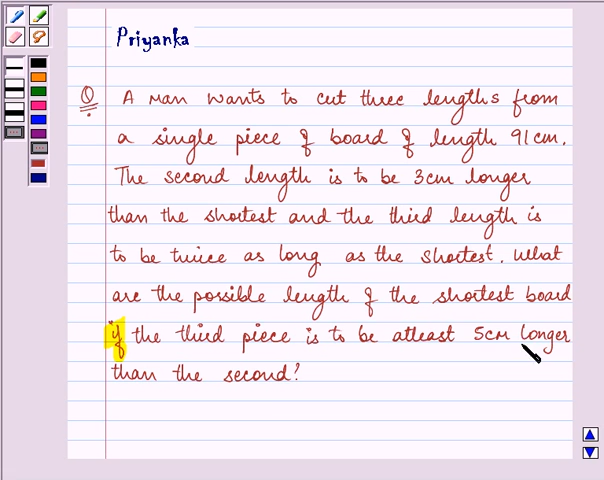 Priyanka
Q A Man wants to cut three lengths from
a single piece of board of length 91cm.
The second length is to be 3cm longer
than the shortest and the third length is
to be twice as long as the shortest. What
are the possible length of the shortest board
if the third piece is to be atleast 5cm longer
than the second?